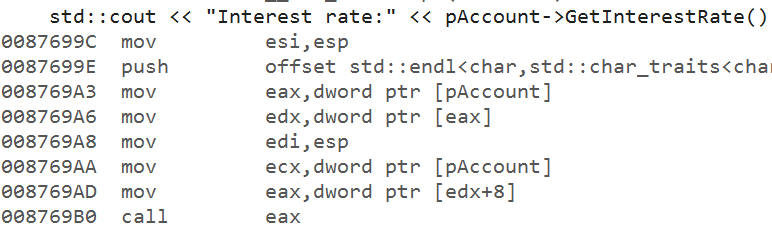 std::cout << "Interest rate:" << pAccount->GetInterestRate()
0087699C mov esi,esp
0087699E push offset std::endl<char,std::char_traits<char
008769A3 mov eax,dword ptr [pAccount]
008769A6 mov edx,dword ptr [eax]
008769A8 mov edi,esp
008769AA mov ecx,dword ptr [pAccount]
008769AD mov eax,dword ptr [edx+8]
008769B0 call eax